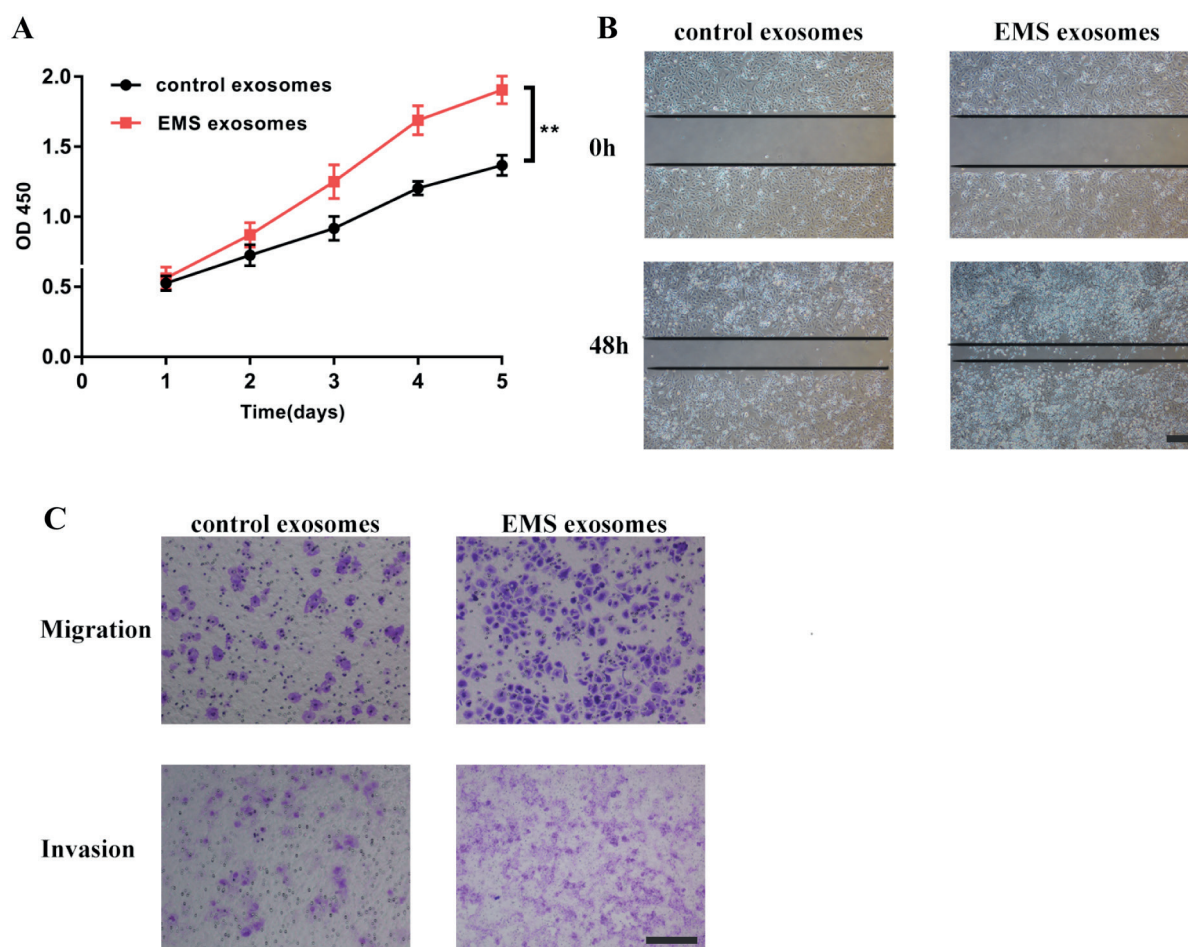 A
control exosomes
EMS exosomes
2.0
1.5
1.0
0.5
0.0
OD 450
0 1 2 3 4 5
Time(days)
**
B
control exosomes EMS exosomes
0h
48h
C
control exosomes EMS exosomes
Migration
Invasion